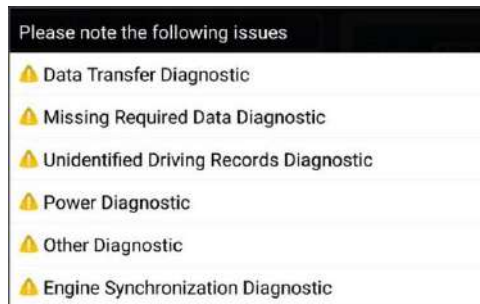 Please note the following issues
Data Transfer Diagnostic
Missing Required Data Diagnostic
Unidentified Driving Records Diagnostic
Power Diagnostic
Other Diagnostic
Engine Synchronization Diagnostic